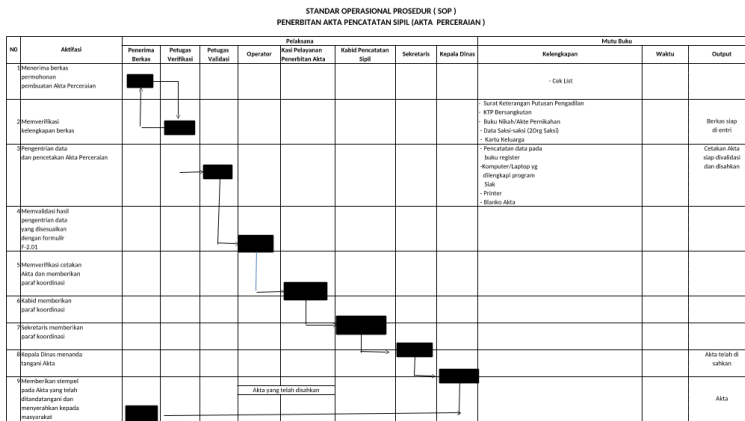 STANDAR OPERASIONAL PROSEDUR ( SOP )
PENERBITAN AKTA PENCATATAN SIPIL (AKTA PERCERAIAN )
N0
Aktifasi
Pelaksana
Mutu Buku
Penerima
Berkas
Petugas
Verifikasi
Petugas
Validasi
Operator
Kasi Pelayanan
Penerbitan Akta
Kabid Pencatatan
Sipil
Sekretaris
Kepala Dinas
Kelengkapan
Waktu
Output
1 Menerima berkas
permohonan
pembuatan Akta Perceraian
- Cek List
2 Memverifikasi
kelengkapan berkas
- Surat Keterangan Putusan Pengadilan
- KTP Bersangkutan
- Buku Nikah/Akte Pernikahan
- Data Saksi-saksi (2Org Saksi)
- Kartu Keluarga
Berkas siap
di entri
3 Pengentrian data
dan pencetakan Akta Perceraian
- Pencatatan data pada
buku register
-Komputer/Laptop yg
dilengkapi program
Siak
- Printer
- Blanko Akta
Cetakan Akta
siap divalidasi
dan disahkan
4 Memvalidasi hasil
pengentrian data
yang disesuaikan
dengan formulir
F-2.01
5 Memverifikasi cetakan
Akta dan memberikan
paraf koordinasi
6 Kabid memberikan
paraf koordinasi
7 Sekretaris memberikan
paraf koordinasi
8 Kepala Dinas menanda
tangani Akta
Akta telah di
sahkan
9 Memberikan stempel
pada Akta yang telah
ditandatangani dan
menyerahkan kepada
masyarakat
Akta yang telah disahkan
Akta